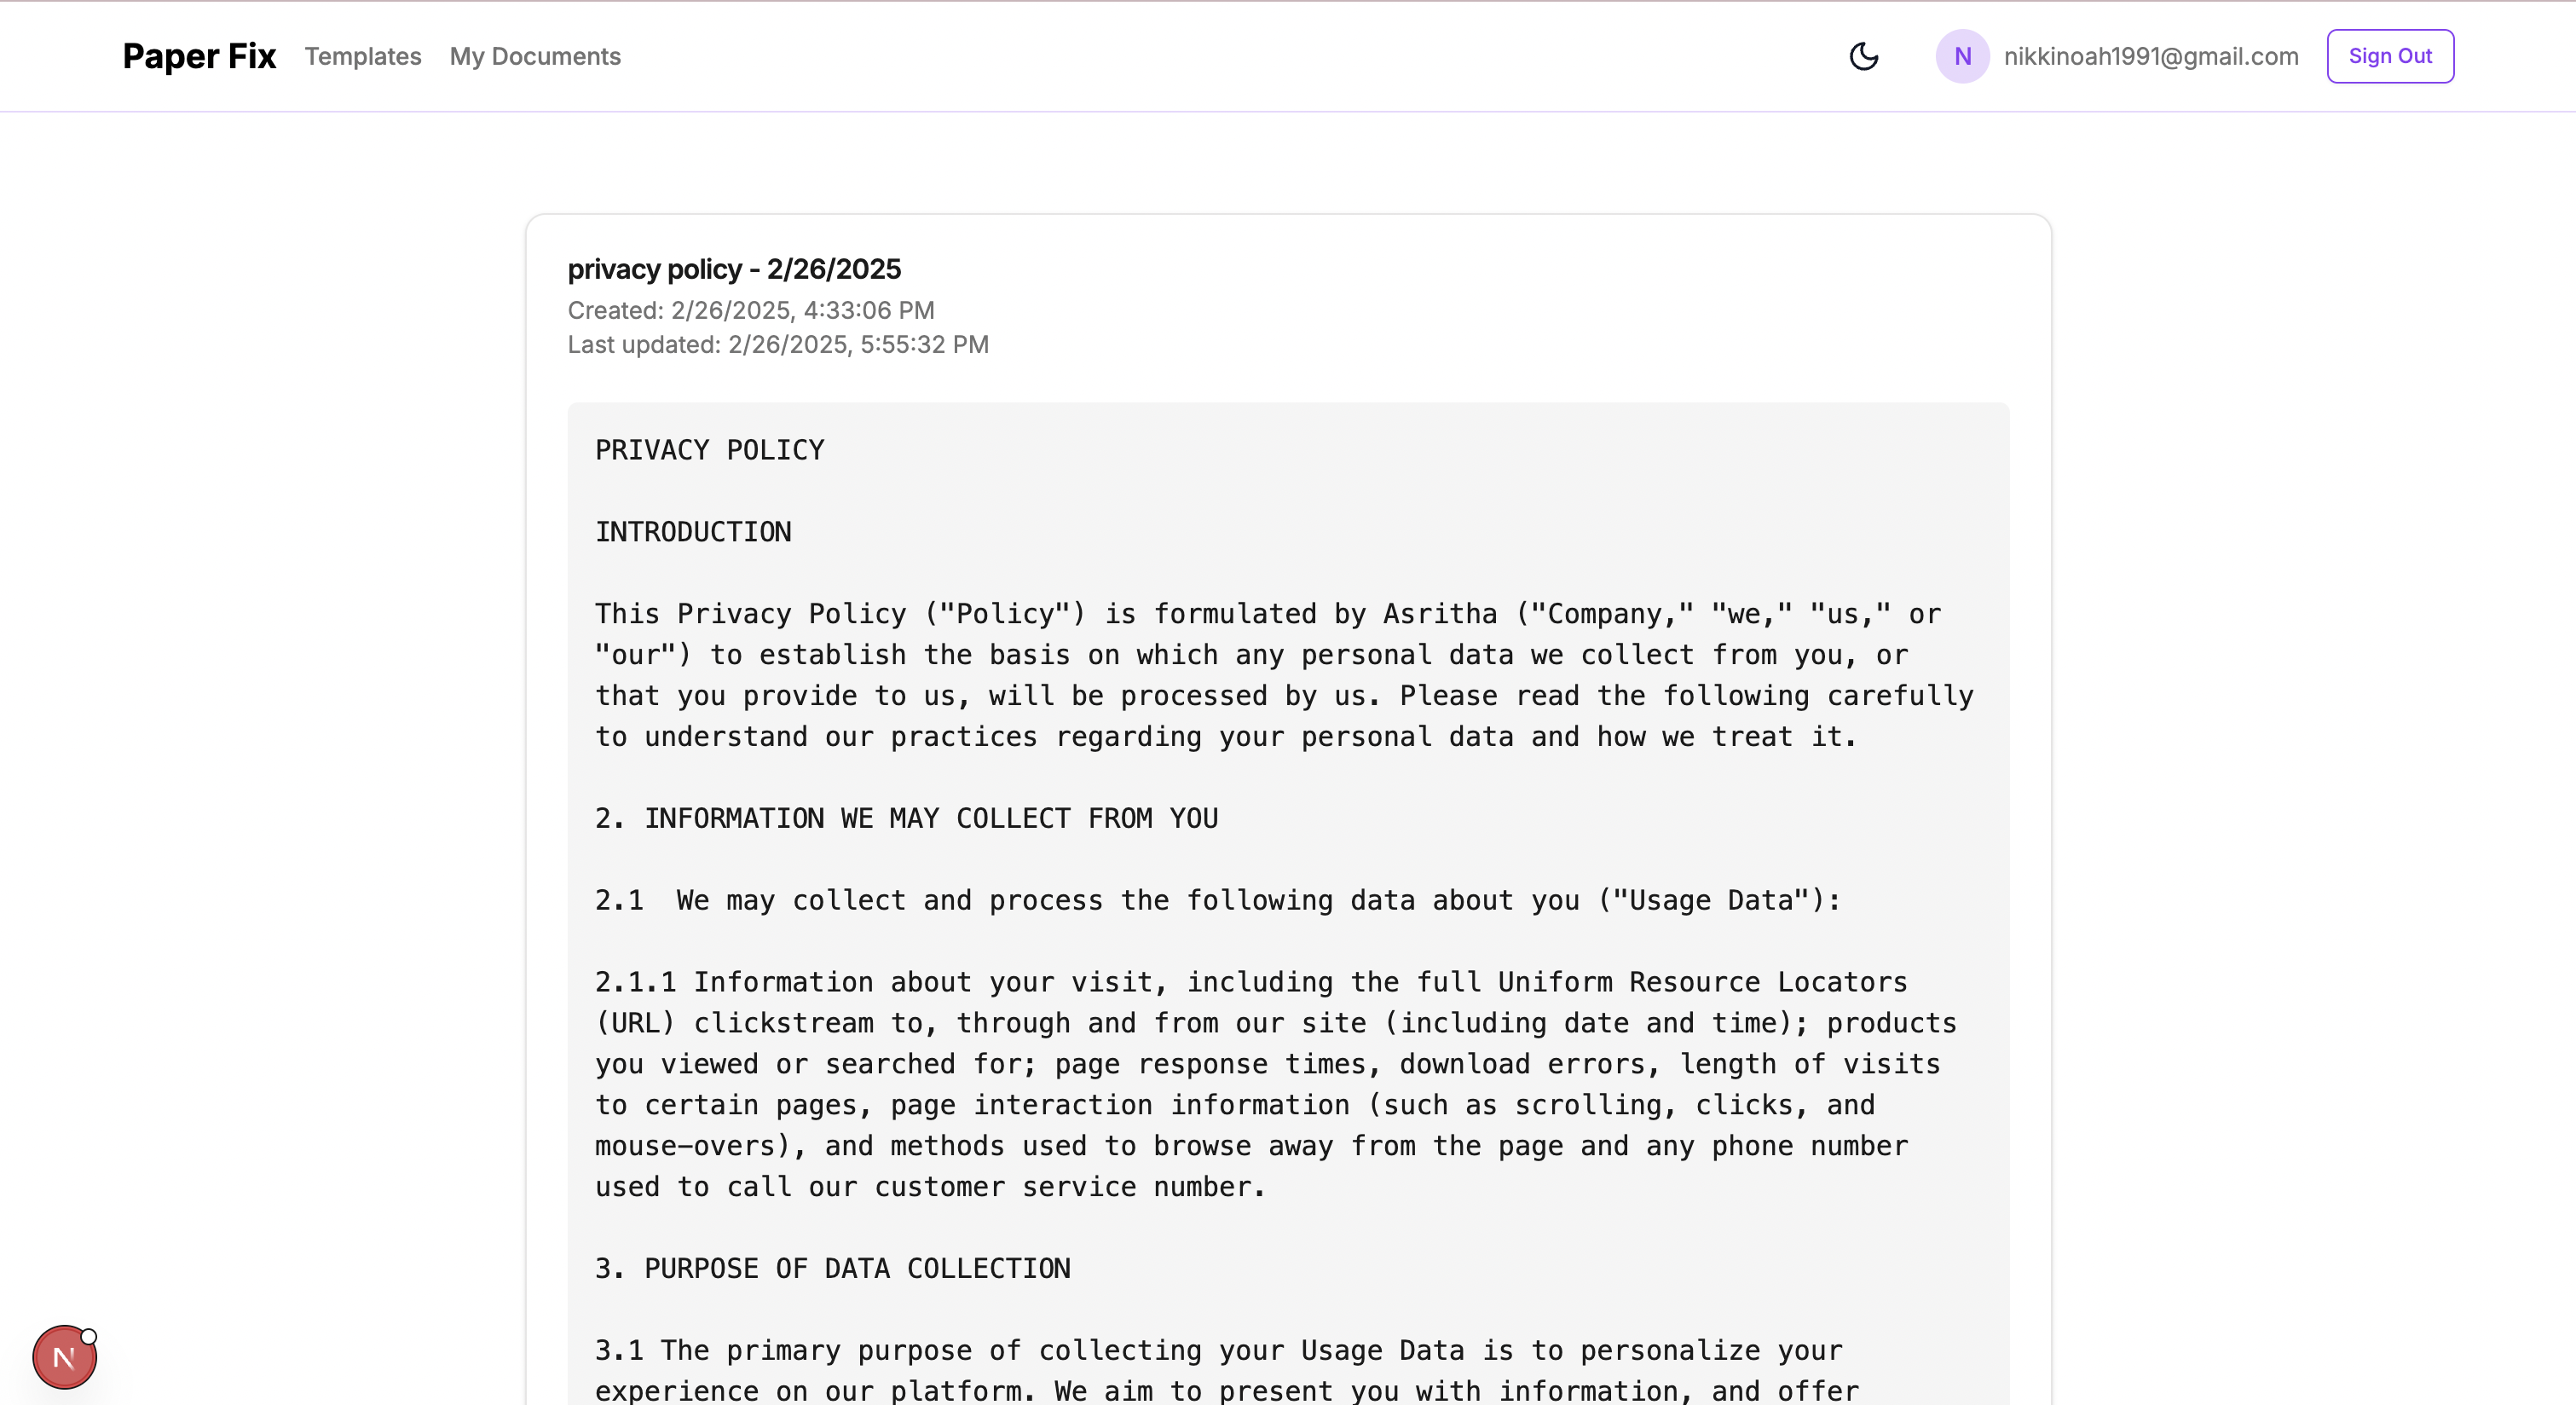 Paper Fix Templates My Documents N nikkinoah1991@gmail.com Sign Out
privacy policy - 2/26/2025
Created: 2/26/2025, 4:33:06 PM
Last updated: 2/26/2025, 5:55:32 PM
PRIVACY POLICY
INTRODUCTION
This Privacy Policy ("Policy") is formulated by Asritha ("Company," "we," "us," or
"our") to establish the basis on which any personal data we collect from you, or
that you provide to us, will be processed by us. Please read the following carefully
to understand our practices regarding your personal data and how we treat it.
2. INFORMATION WE MAY COLLECT FROM YOU
2.1  We may collect and process the following data about you ("Usage Data"):
2.1.1 Information about your visit, including the full Uniform Resource Locators
(URL) clickstream to, through and from our site (including date and time); products
you viewed or searched for; page response times, download errors, length of visits
to certain pages, page interaction information (such as scrolling, clicks, and
mouse-overs), and methods used to browse away from the page and any phone number
used to call our customer service number.
3. PURPOSE OF DATA COLLECTION
3.1 The primary purpose of collecting your Usage Data is to personalize your
experience on our platform. We aim to present you with information, and offer
N